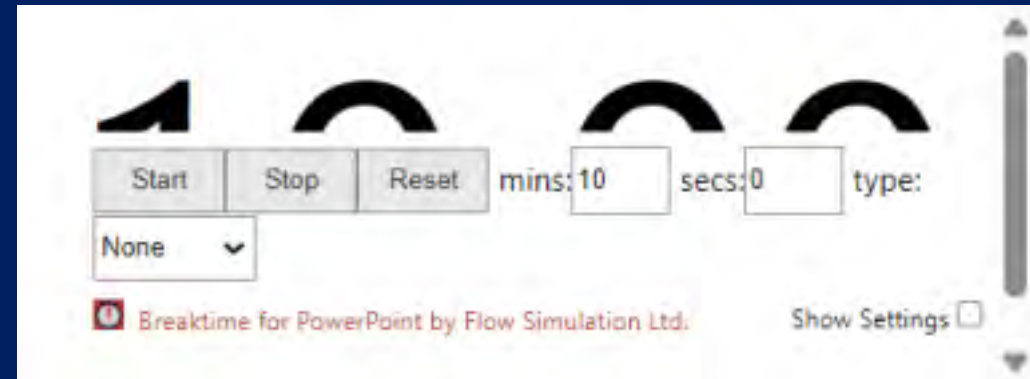 Start Stop Reset mins: 10 secs: 0 type:
None
Breaktime for PowerPoint by Flow Simulation Ltd. Show Settings